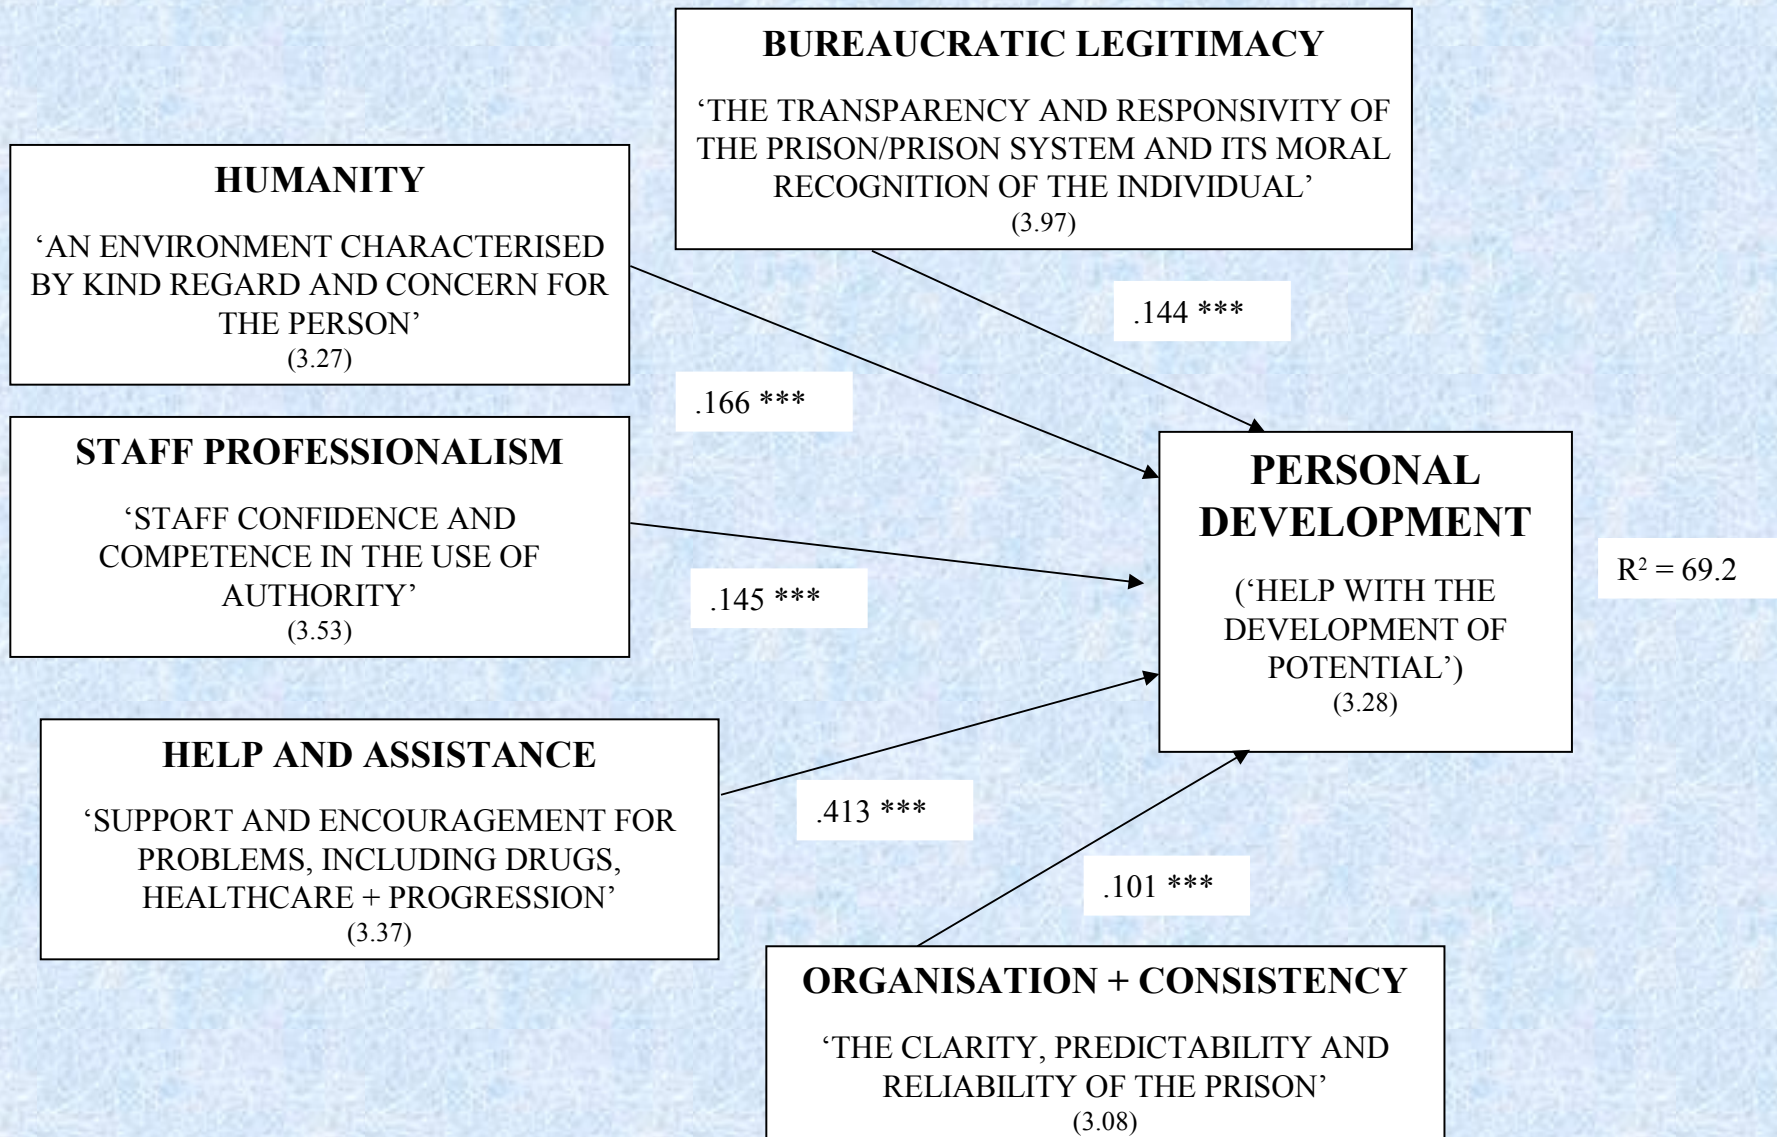 BUREAUCRATIC LEGITIMACY
‘THE TRANSPARENCY AND RESPONSIVITY OF
THE PRISON/PRISON SYSTEM AND ITS MORAL
RECOGNITION OF THE INDIVIDUAL’
(3.97)
HUMANITY
‘AN ENVIRONMENT CHARACTERISED
BY KIND REGARD AND CONCERN FOR
THE PERSON’
(3.27)
.144 ***
.166 ***
STAFF PROFESSIONALISM
‘STAFF CONFIDENCE AND
COMPETENCE IN THE USE OF
AUTHORITY’
(3.53)
.145 ***
PERSONAL
DEVELOPMENT
(‘HELP WITH THE
DEVELOPMENT OF
POTENTIAL’)
(3.28)
R² = 69.2
HELP AND ASSISTANCE
‘SUPPORT AND ENCOURAGEMENT FOR
PROBLEMS, INCLUDING DRUGS,
HEALTHCARE + PROGRESSION’
(3.37)
.413 ***
.101 ***
ORGANISATION + CONSISTENCY
‘THE CLARITY, PREDICTABILITY AND
RELIABILITY OF THE PRISON’
(3.08)